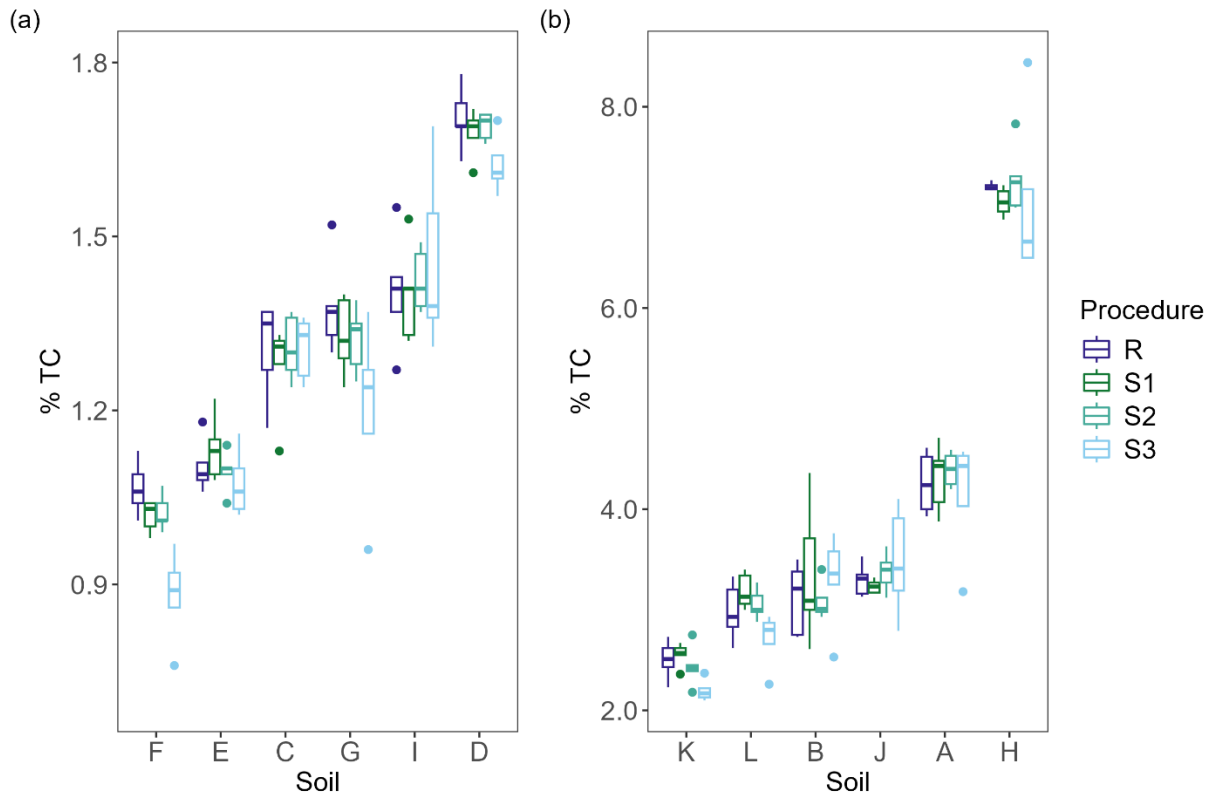 (a)
(b)
1.8
1.5
1.2
0.9
% TC
F E C G I D
Soil
8.0
6.0
4.0
2.0
% TC
K L B J A H
Soil
Procedure
R
S1
S2
S3